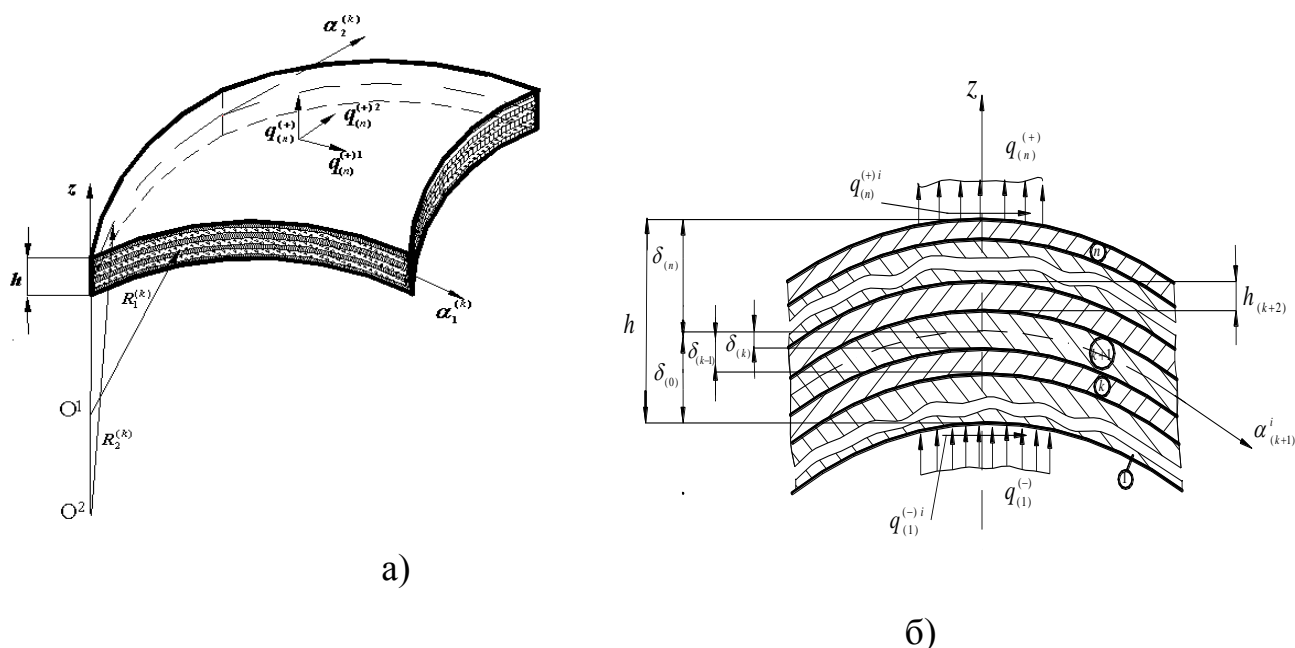 α₂^(k)
q_(n)^(+)
q_(n)^(+)2
q_(n)^(+)1
z
h
R₁^(k)
α₁^(k)
O¹
R₂^(k)
O²
а)
z
q_(n)^(+)
q_(n)^(+)i
n
δ_(n)
h_(k+2)
h
δ_(k)
δ_(k-1)
k+1
δ_(0)
k
α_(k+1)^i
1
q_(1)^(-)
q_(1)^(-)i
б)